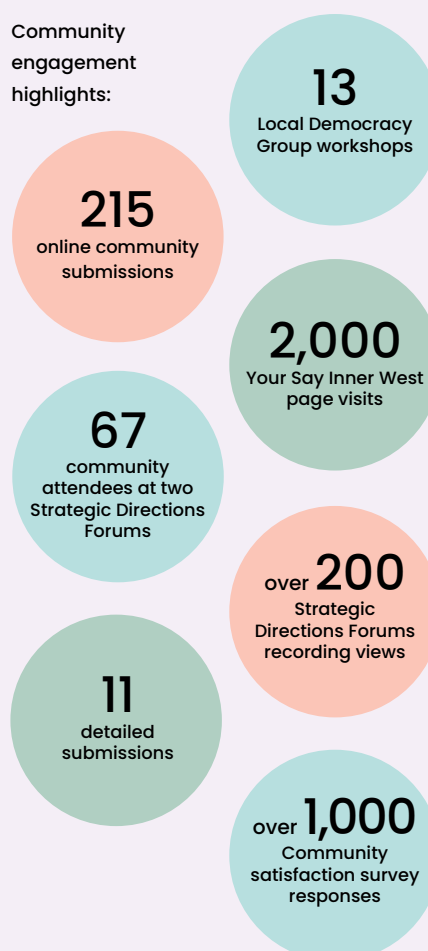 Community
engagement
highlights:
13
Local Democracy
Group workshops
215
online community
submissions
2,000
Your Say Inner West
page visits
67
community
attendees at two
Strategic Directions
Forums
over 200
Strategic
Directions Forums
recording views
11
detailed
submissions
over 1,000
Community
satisfaction survey
responses